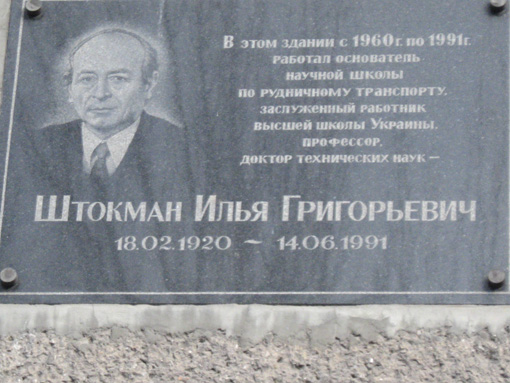 В этом здании с 1960г. по 1991г.
работал основатель
научной школы
по рудничному транспорту,
заслуженный работник
высшей школы Украины,
профессор,
доктор технических наук —
Штокман Илья Григорьевич
18.02.1920 ~ 14.06.1991